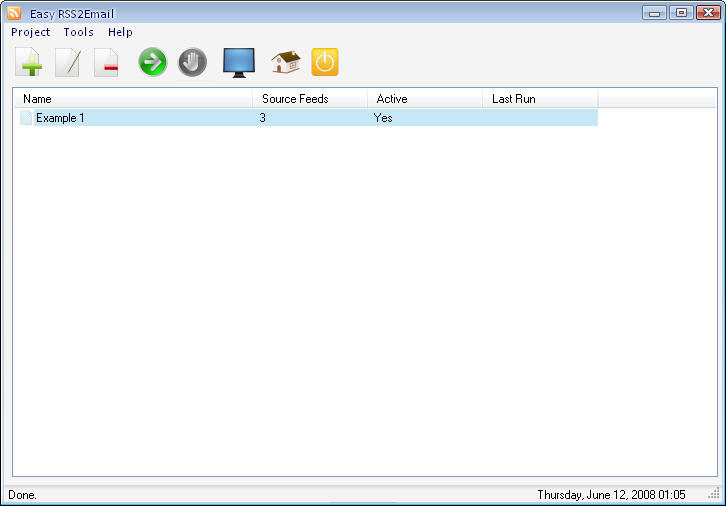 Easy RSS2Email
Project Tools Help
Name Source Feeds Active Last Run
Example 1 3 Yes
Done. Thursday, June 12, 2008 01:05